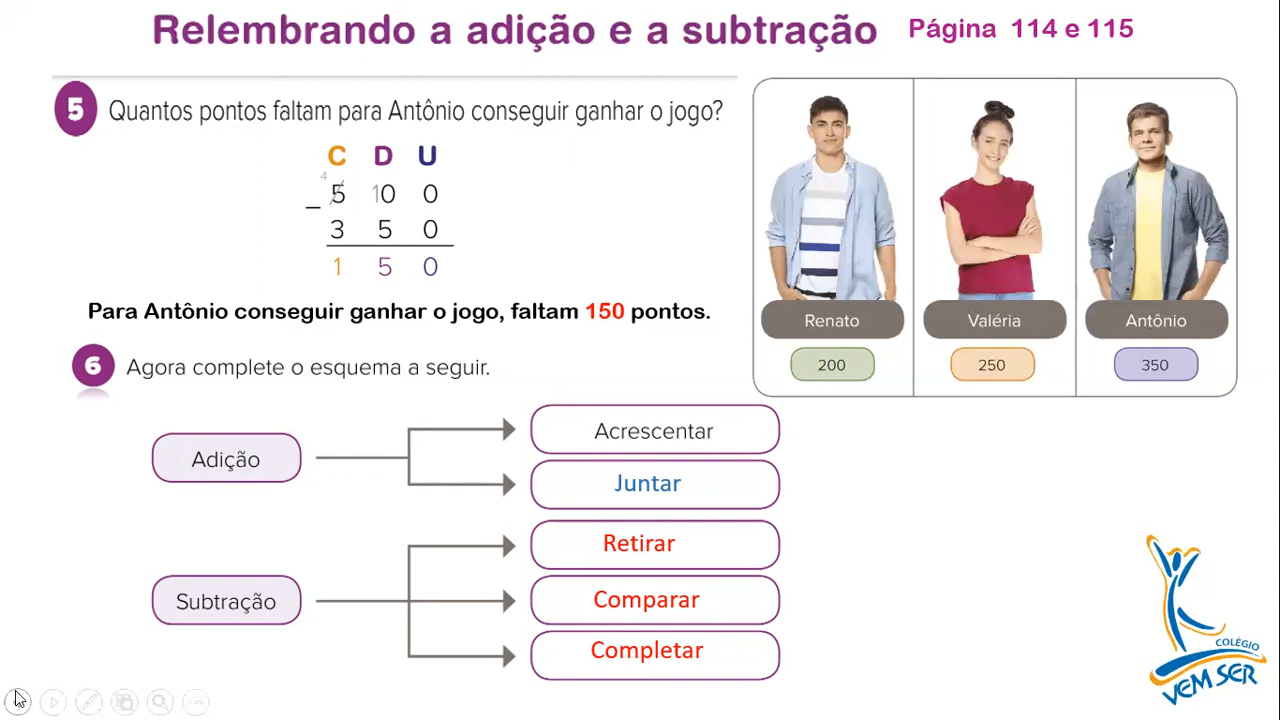 Relembrando a adição e a subtração Página 114 e 115
5 Quantos pontos faltam para Antônio conseguir ganhar o jogo?
C D U
4
5 10 0
_
3 5 0
1 5 0
Para Antônio conseguir ganhar o jogo, faltam 150 pontos.
Renato Valéria Antônio
200 250 350
6 Agora complete o esquema a seguir.
Adição
Acrescentar
Juntar
Subtração
Retirar
Comparar
Completar
COLÉGIO
VEM SER